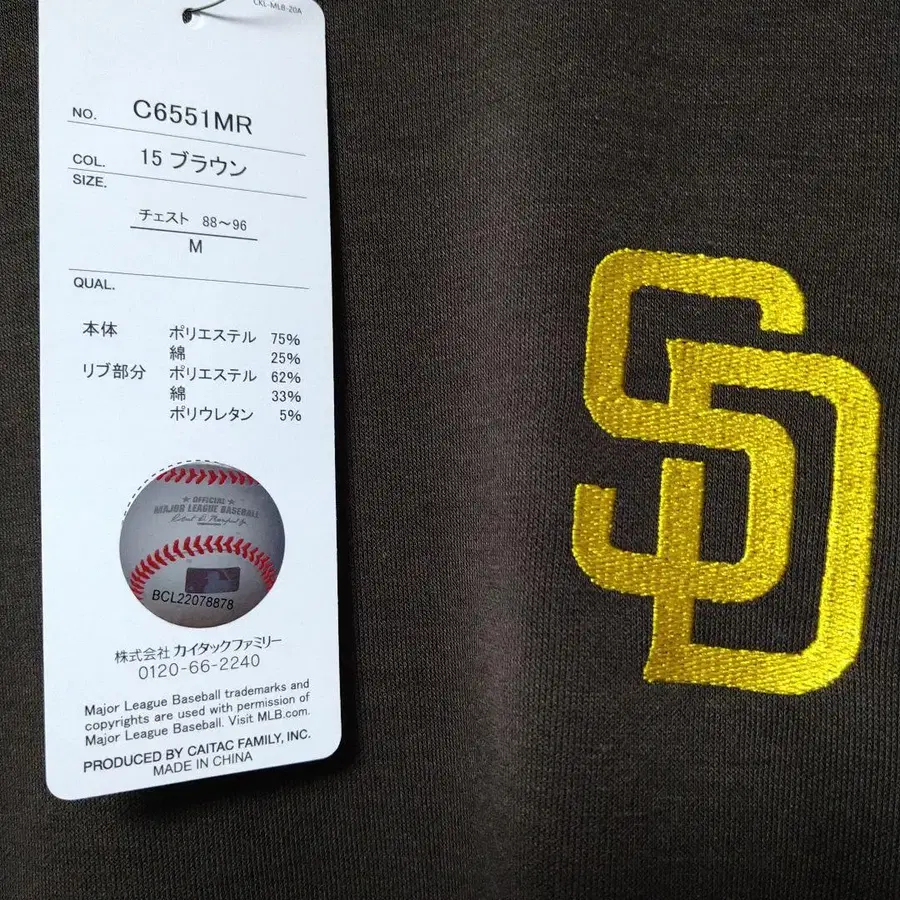 CKL-MLB-20A
NO. C6551MR
COL. 15 ブラウン
SIZE.
チェスト 88～96
M
QUAL.
本体 ポリエステル 75%
綿 25%
リブ部分 ポリエステル 62%
綿 33%
ポリウレタン 5%
★ OFFICIAL ★
MAJOR LEAGUE BASEBALL
BCL22078878
株式会社 カイタックファミリー
0120-66-2240
Major League Baseball trademarks and
copyrights are used with permission of
Major League Baseball. Visit MLB.com.
PRODUCED BY CAITAC FAMILY, INC.
MADE IN CHINA
SD